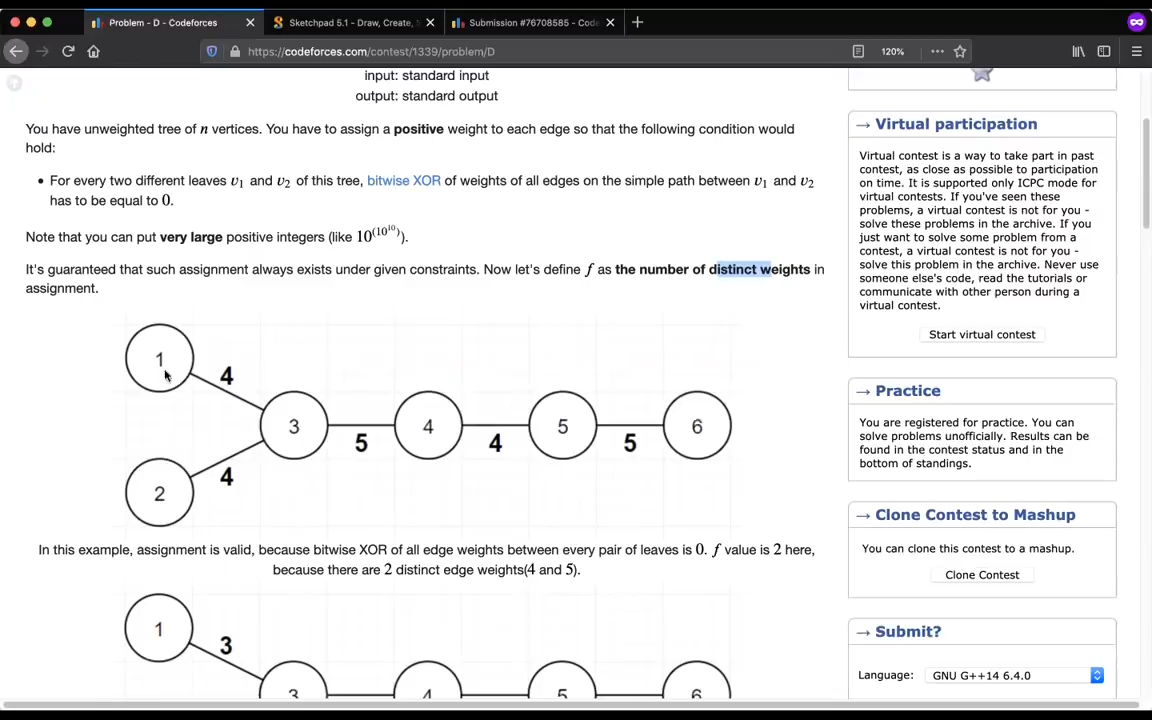 Problem - D - Codeforces
Sketchpad 5.1 - Draw, Create,
Submission #76708585 - Code
https://codeforces.com/contest/1339/problem/D
120%
input: standard input
output: standard output
You have unweighted tree of n vertices. You have to assign a positive weight to each edge so that the following condition would
hold:
• For every two different leaves v1 and v2 of this tree, bitwise XOR of weights of all edges on the simple path between v1 and v2
has to be equal to 0.
Note that you can put very large positive integers (like 10^(10^10)).
It's guaranteed that such assignment always exists under given constraints. Now let's define f as the number of distinct weights in
assignment.
1
4
3
5
4
4
5
5
6
4
2
In this example, assignment is valid, because bitwise XOR of all edge weights between every pair of leaves is 0. f value is 2 here,
because there are 2 distinct edge weights(4 and 5).
1
3
3
4
5
6
→ Virtual participation
Virtual contest is a way to take part in past
contest, as close as possible to participation
on time. It is supported only ICPC mode for
virtual contests. If you've seen these
problems, a virtual contest is not for you -
solve these problems in the archive. If you
just want to solve some problem from a
contest, a virtual contest is not for you -
solve this problem in the archive. Never use
someone else's code, read the tutorials or
communicate with other person during a
virtual contest.
Start virtual contest
→ Practice
You are registered for practice. You can
solve problems unofficially. Results can be
found in the contest status and in the
bottom of standings.
→ Clone Contest to Mashup
You can clone this contest to a mashup.
Clone Contest
→ Submit?
Language: GNU G++14 6.4.0